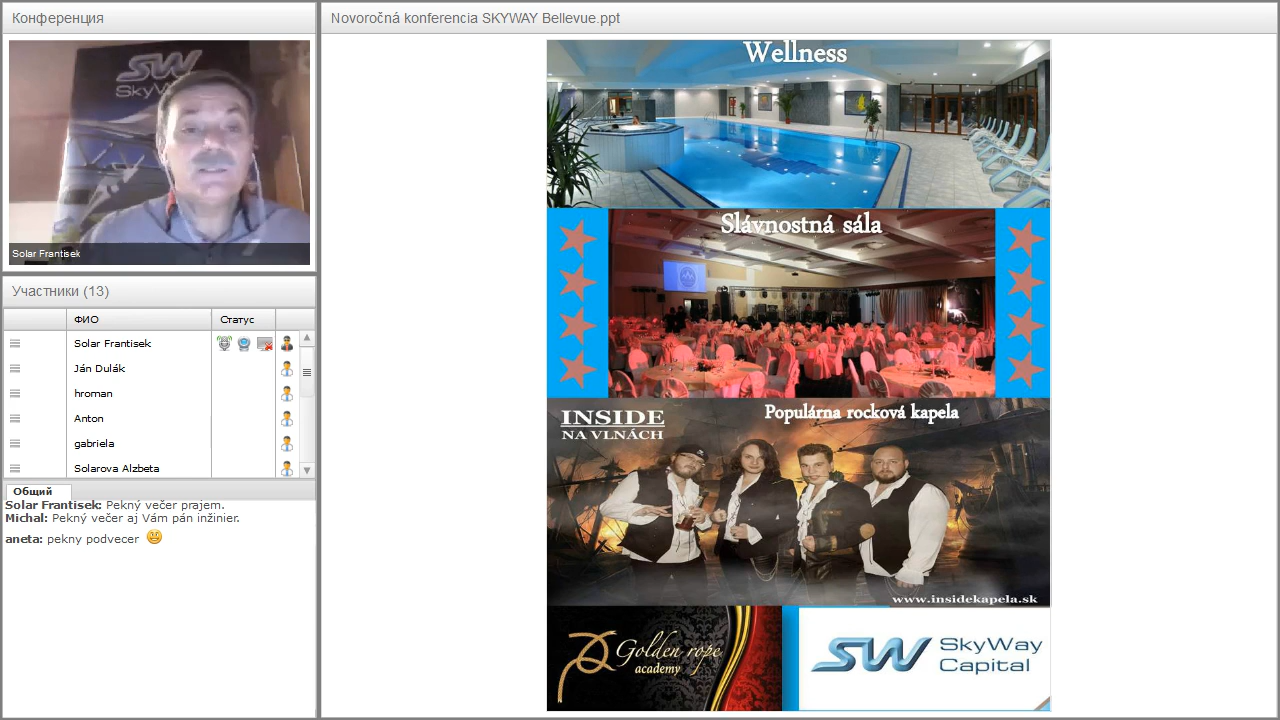 Конференция
SW
SkyW
Solar Frantisek
Участники (13)
ФИО Статус
Solar Frantisek
Ján Dulák
hroman
gabriela
Solarova Alzbeta
Общий
Solar Frantisek: Pekný večer prajem.
Michal: Pekný večer aj Vám pán inžinier.
aneta: pekny podvecer
Novoročná konferencia SKYWAY Bellevue.ppt
Wellness
Slávnostná sála
INSIDE
NA VLNÁCH
Populárna rocková kapela
www.insidekapela.sk
Golden rope
academy
SW SkyWay
Capital